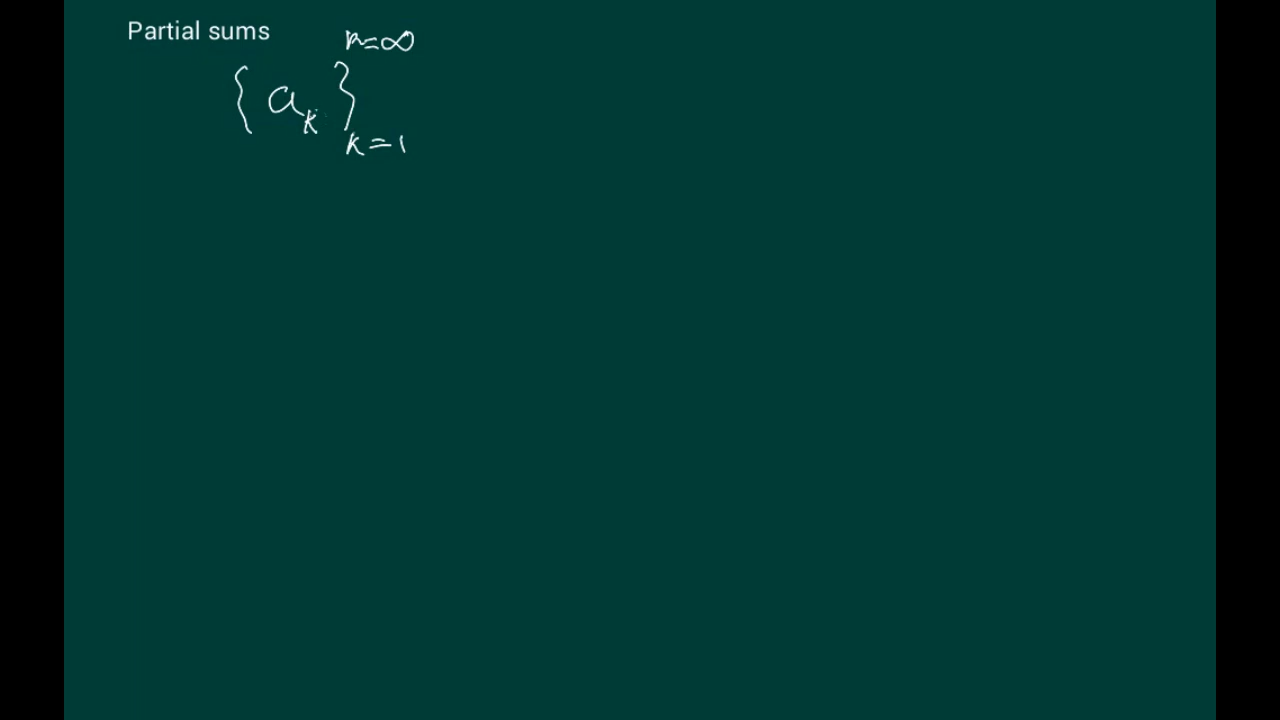 Partial sums
n=∞
{ a_k }
k=1